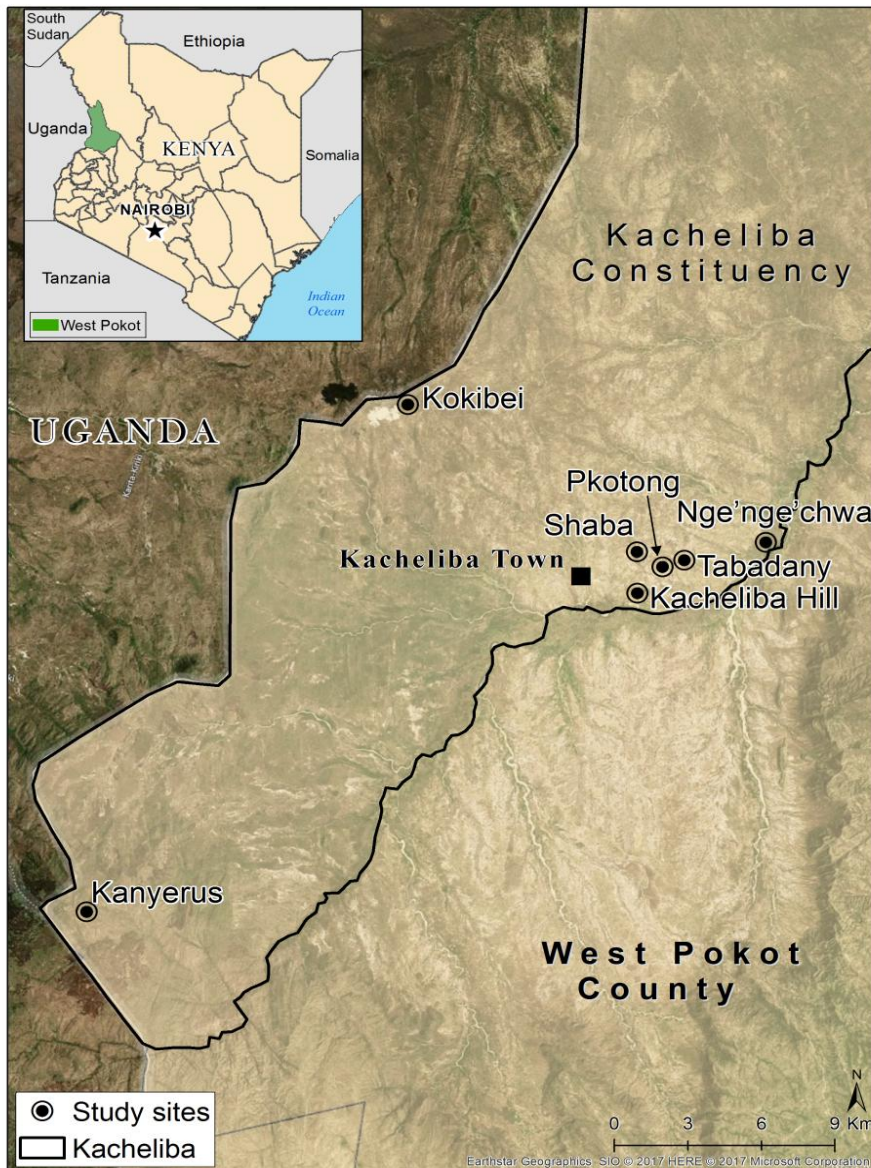 South
Sudan
Ethiopia
Uganda
KENYA
Somalia
NAIROBI
Tanzania
Indian
Ocean
West Pokot
Kacheliba
Constituency
Kokibei
UGANDA
Karita-Kiriki
Pkotong
Nge'nge'chwa
Shaba
Kacheliba Town
Tabadany
Kacheliba Hill
Kanyerus
West Pokot
County
Study sites
Kacheliba
N
0 3 6 9 Km
Earthstar Geographics SIO © 2017 HERE © 2017 Microsoft Corporation